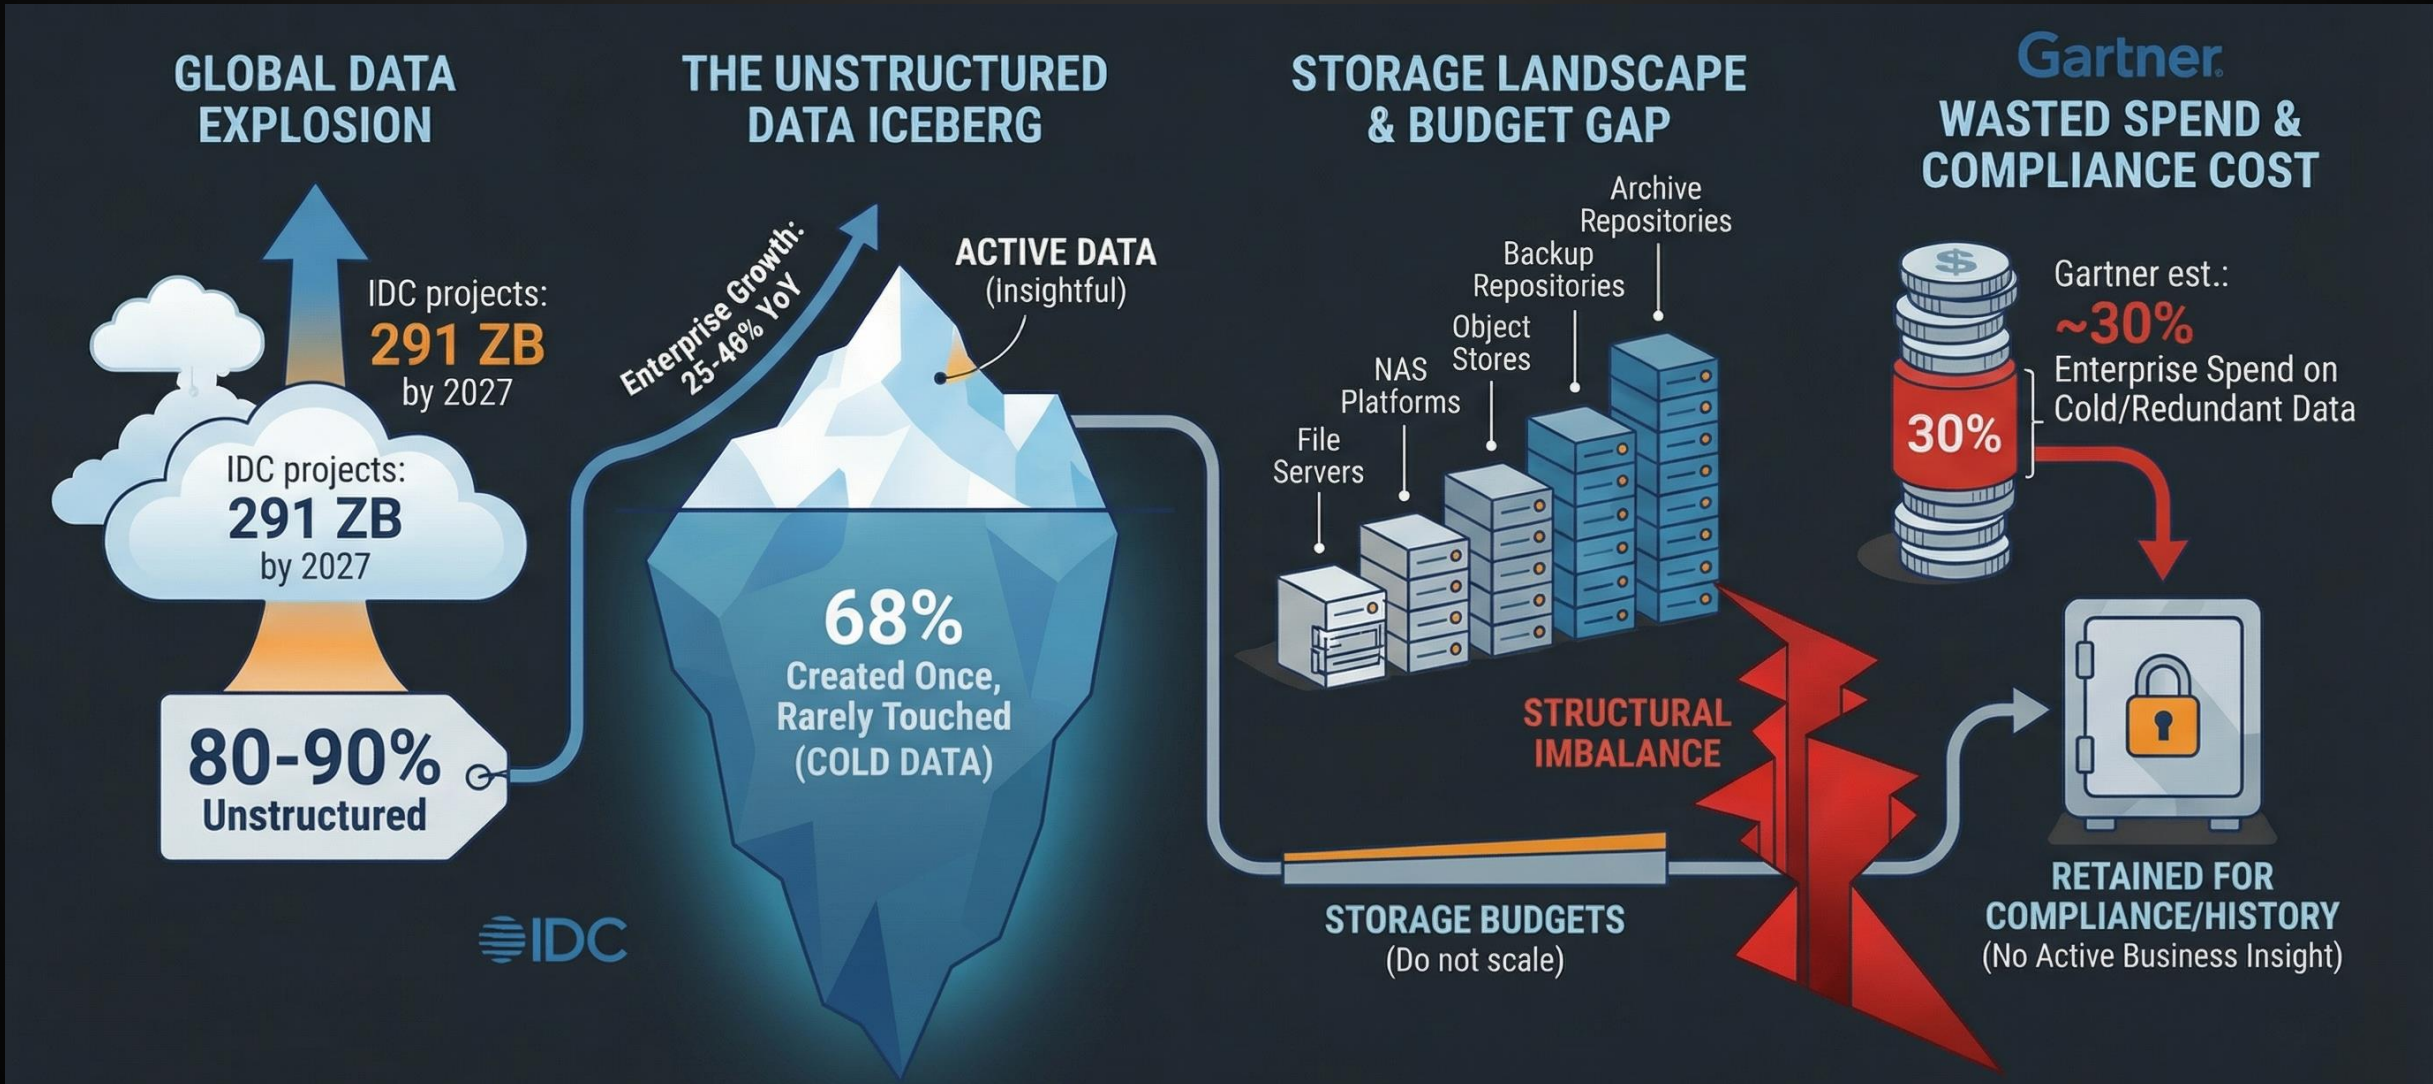 GLOBAL DATA
EXPLOSION
IDC projects:
291 ZB
by 2027
IDC projects:
291 ZB
by 2027
80-90%
Unstructured
IDC
THE UNSTRUCTURED
DATA ICEBERG
Enterprise Growth:
25-40% YoY
ACTIVE DATA
(Insightful)
68%
Created Once,
Rarely Touched
(COLD DATA)
STORAGE LANDSCAPE
& BUDGET GAP
File
Servers
NAS
Platforms
Object
Stores
Backup
Repositories
Archive
Repositories
STRUCTURAL
IMBALANCE
STORAGE BUDGETS
(Do not scale)
Gartner.
WASTED SPEND &
COMPLIANCE COST
$
30%
Gartner est.:
~30%
Enterprise Spend on
Cold/Redundant Data
RETAINED FOR
COMPLIANCE/HISTORY
(No Active Business Insight)